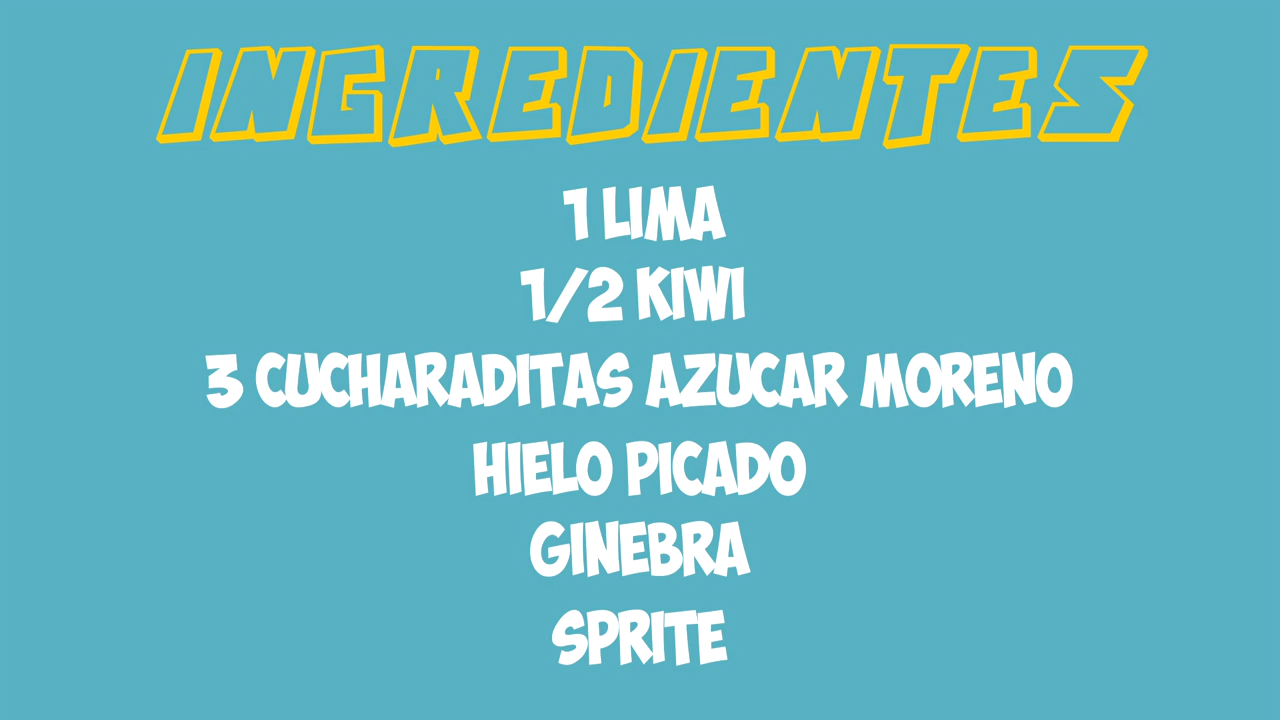 INGREDIENTES
1 LIMA
1/2 KIWI
3 CUCHARADITAS AZUCAR MORENO
HIELO PICADO
GINEBRA
SPRITE